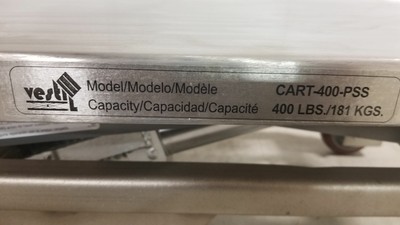 vestil
Model/Modelo/Modèle CART-400-PSS
Capacity/Capacidad/Capacité 400 LBS./181 KGS.